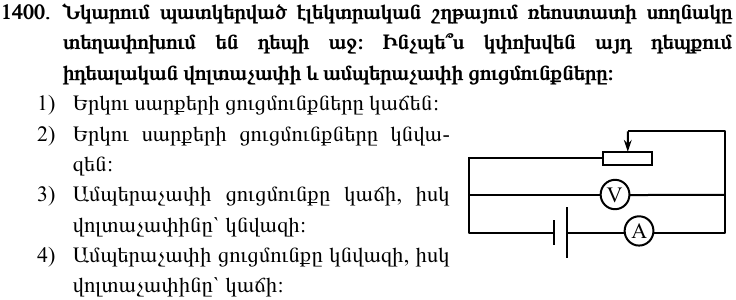 1400. Նկարում պատկերված էլեկտրական շղթայում ռեոստատի սողնակը
տեղափոխում են դեպի աջ: Ինչպե՞ս կփոխվեն այդ դեպքում
իդեալական վոլտաչափի և ամպերաչափի ցուցմունքները:
1) Երկու սարքերի ցուցմունքները կաճեն:
2) Երկու սարքերի ցուցմունքները կնվա-
զեն:
3) Ամպերաչափի ցուցմունքը կաճի, իսկ
վոլտաչափինը` կնվազի:
4) Ամպերաչափի ցուցմունքը կնվազի, իսկ
վոլտաչափինը` կաճի:
V
A